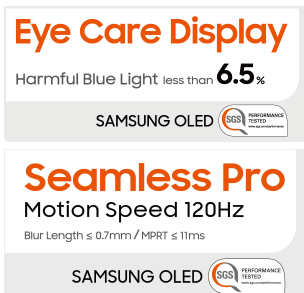 Eye Care Display
Harmful Blue Light less than 6.5%
SAMSUNG OLED
SGS
PERFORMANCE
TESTED
Seamless Pro
Motion Speed 120Hz
Blur Length ≤ 0.7mm / MPRT ≤ 11ms
SAMSUNG OLED
SGS
PERFORMANCE
TESTED